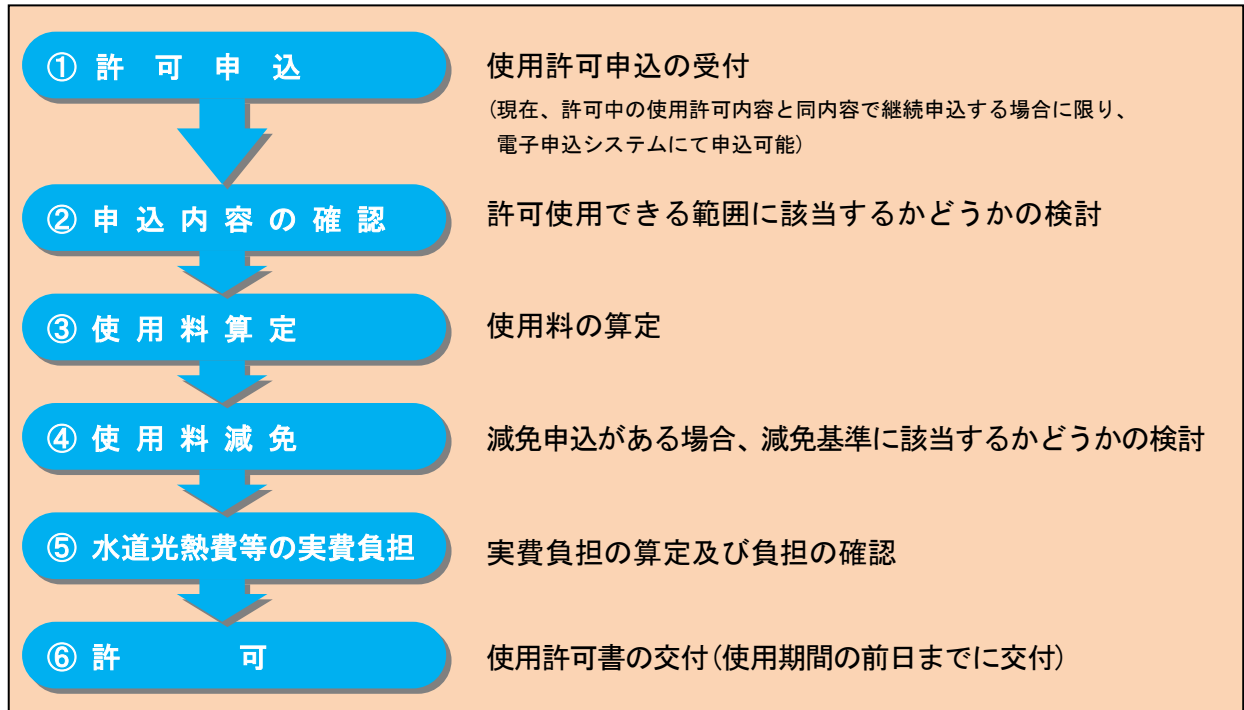 ① 許可申込
使用許可申込の受付
(現在、許可中の使用許可内容と同内容で継続申込する場合に限り、
電子申込システムにて申込可能)
② 申込内容の確認
許可使用できる範囲に該当するかどうかの検討
③ 使用料算定
使用料の算定
④ 使用料減免
減免申込がある場合、減免基準に該当するかどうかの検討
⑤ 水道光熱費等の実費負担
実費負担の算定及び負担の確認
⑥ 許可
使用許可書の交付(使用期間の前日までに交付)